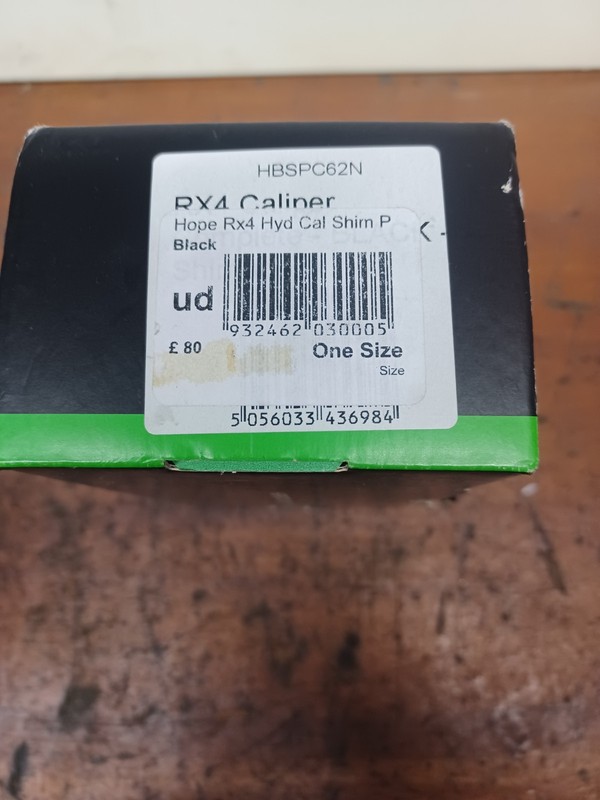 HBSPC62N
RX4 Caliper
Hope Rx4 Hyd Cal Shim P
Black
K -
ud
932462 030005
£ 80
One Size
Size
5 056033 436984